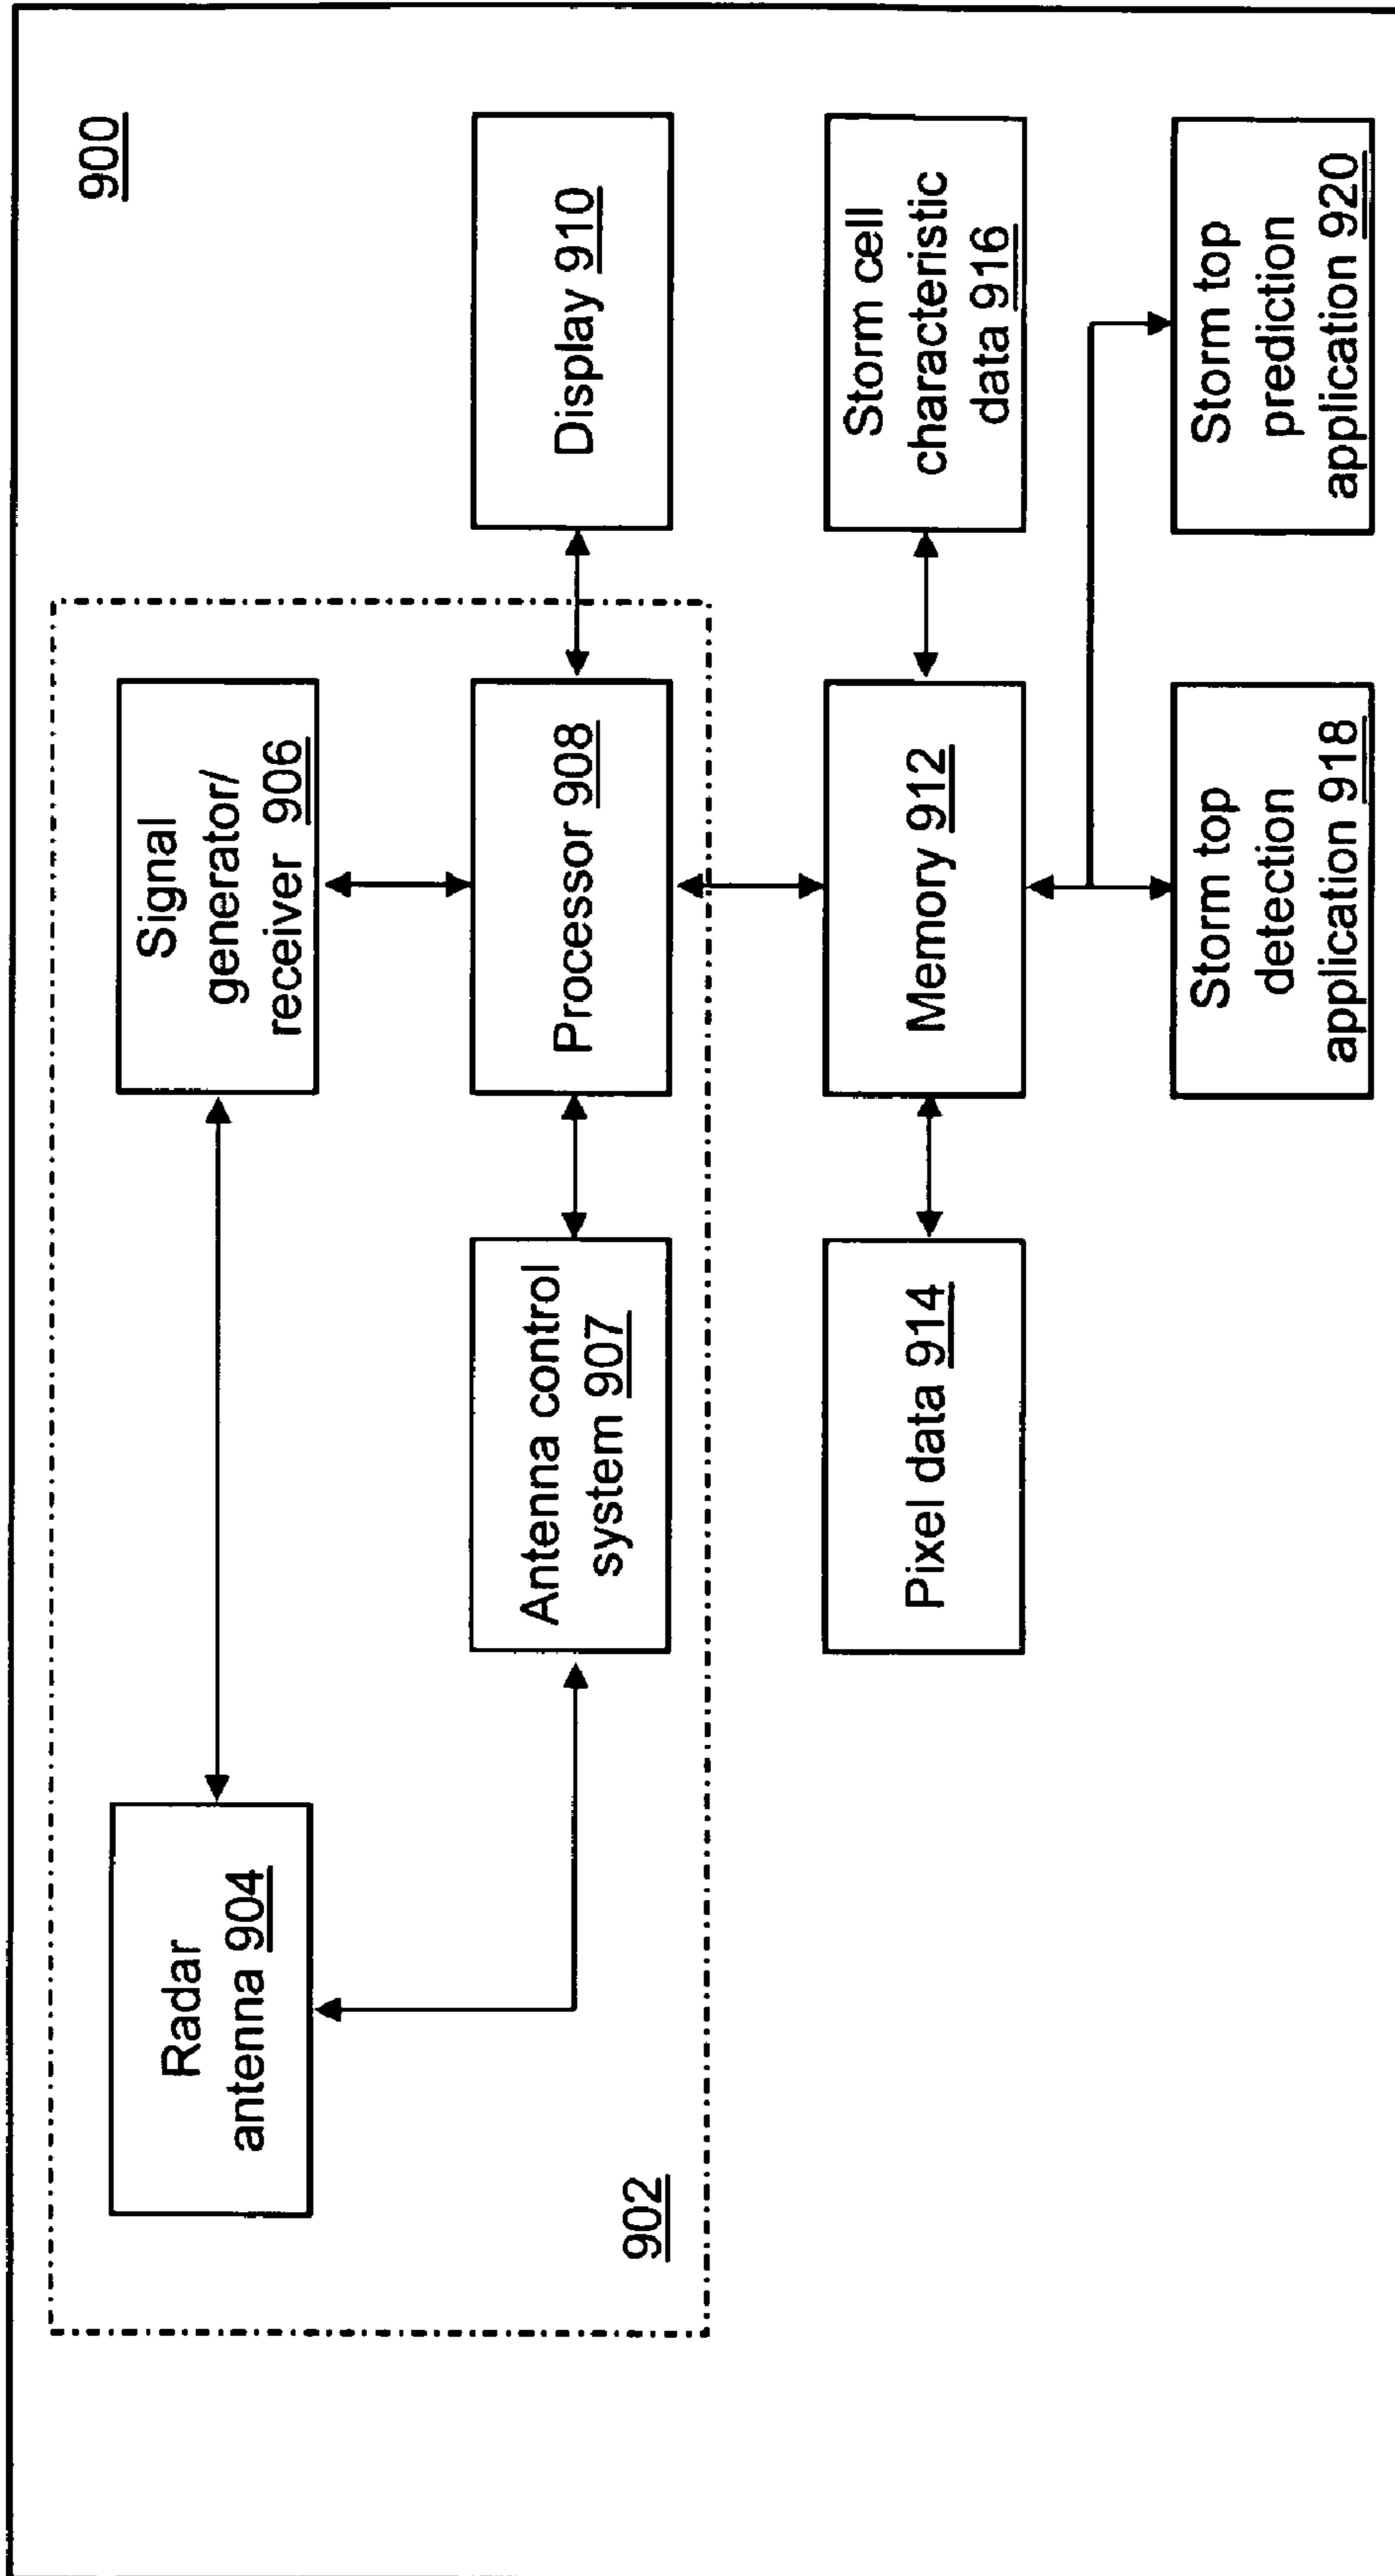 900
Radar
antenna 904
Signal
generator/
receiver 906
Antenna control
system 907
Processor 908
Display 910
902
Pixel data 914
Memory 912
Storm cell
characteristic
data 916
Storm top
detection
application 918
Storm top
prediction
application 920